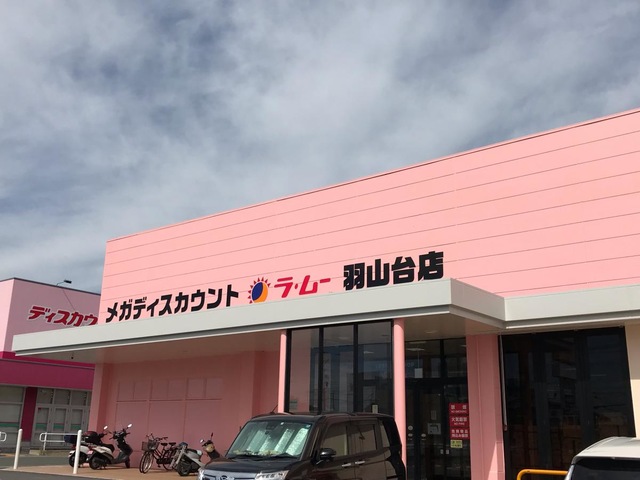 メガディスカウント ラ・ムー 羽山台店
ディスカウ